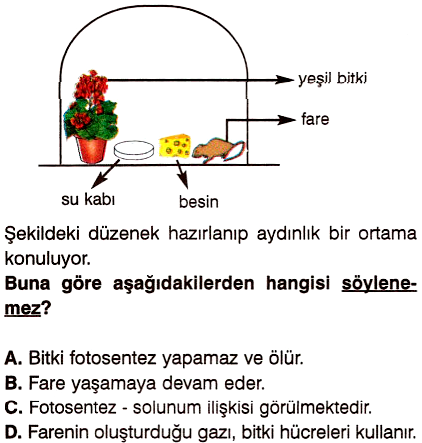 yeşil bitki
fare
su kabı
besin
Şekildeki düzenek hazırlanıp aydınlık bir ortama
konuluyor.
Buna göre aşağıdakilerden hangisi söylene-
mez?
A. Bitki fotosentez yapamaz ve ölür.
B. Fare yaşamaya devam eder.
C. Fotosentez - solunum ilişkisi görülmektedir.
D. Farenin oluşturduğu gazı, bitki hücreleri kullanır.